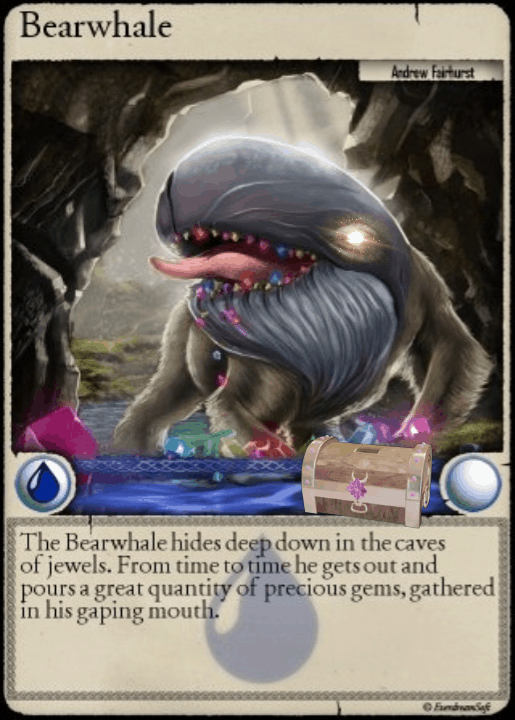 Bearwhale
Andrew Fairhurst
The Bearwhale hides deep down in the caves
of jewels. From time to time he gets out and
pours a great quantity of precious gems, gathered
in his gaping mouth.
© EverdreamSoft